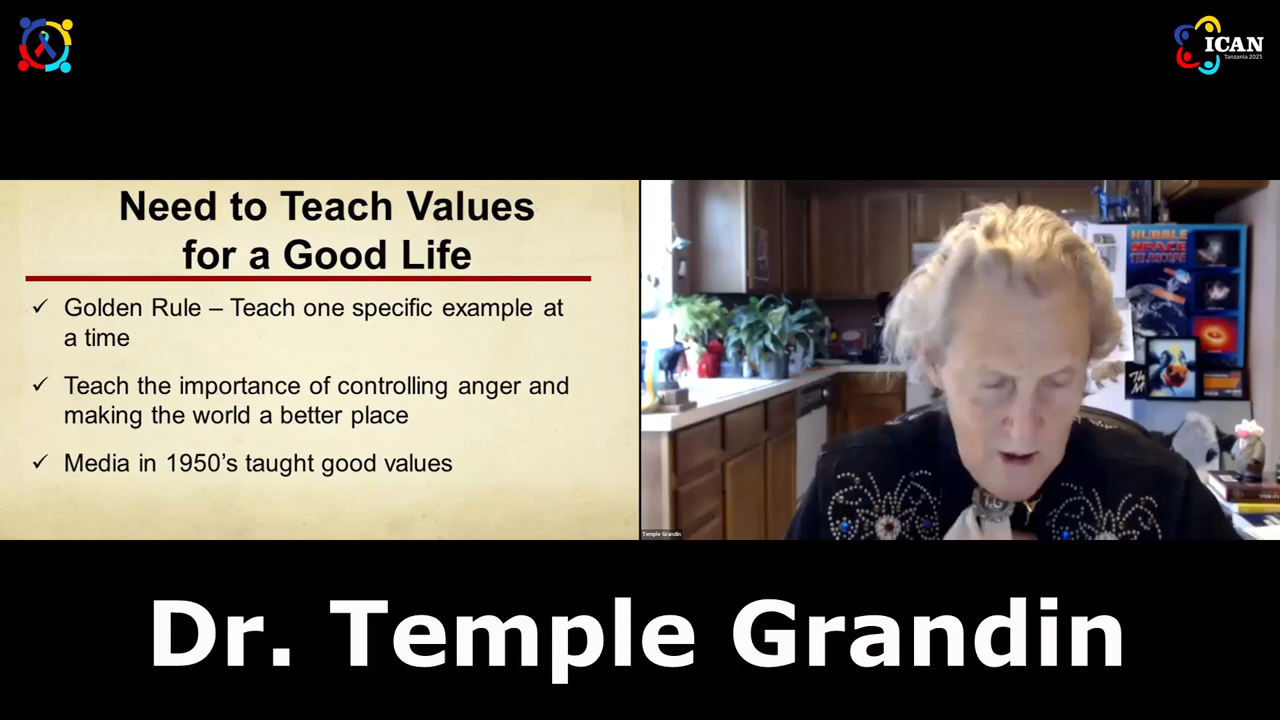 ICAN
Tanzania 2023
Need to Teach Values
for a Good Life
✓ Golden Rule – Teach one specific example at
a time
✓ Teach the importance of controlling anger and
making the world a better place
✓ Media in 1950's taught good values
HUBBLE
SPACE
TELESCOPE
TG
Temple Grandin
Dr. Temple Grandin